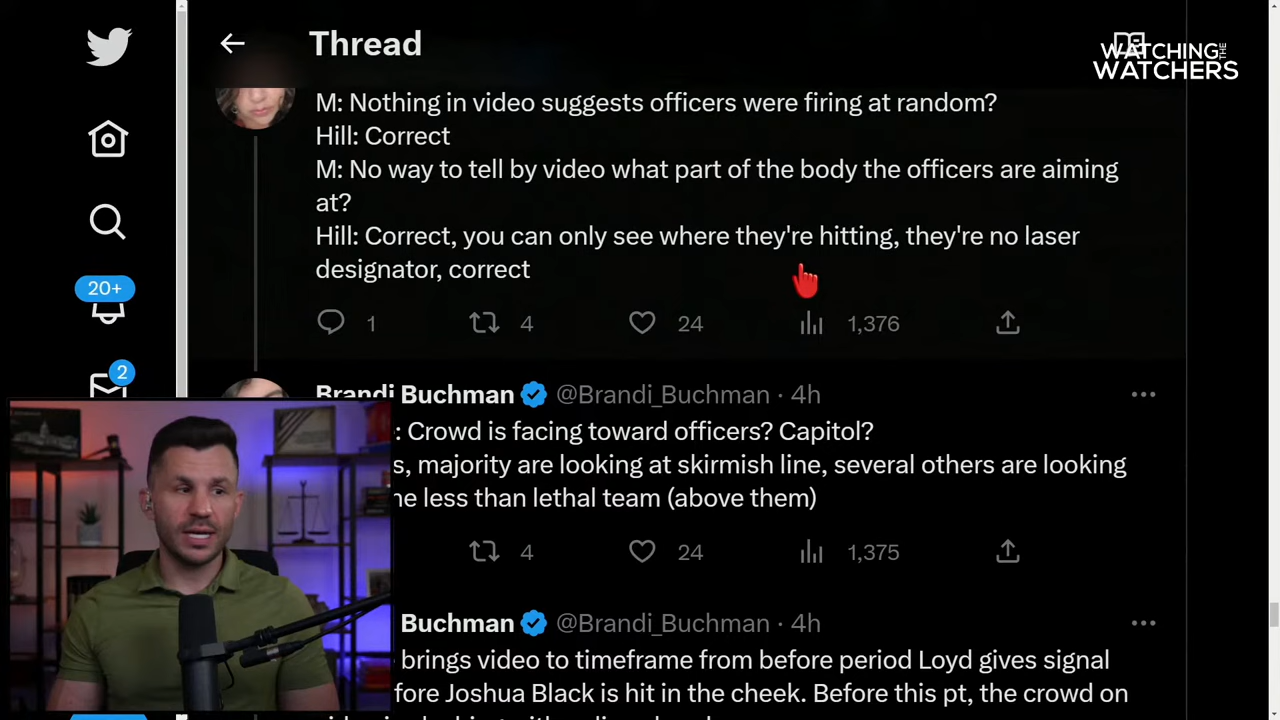 Thread
WATCHING THE
WATCHERS
M: Nothing in video suggests officers were firing at random?
Hill: Correct
M: No way to tell by video what part of the body the officers are aiming
at?
Hill: Correct, you can only see where they're hitting, they're no laser
designator, correct
20+
1 4 24 1,376
2
Brandi Buchman @Brandi_Buchman · 4h
: Crowd is facing toward officers? Capitol?
s, majority are looking at skirmish line, several others are looking
ne less than lethal team (above them)
4 24 1,375
Buchman @Brandi_Buchman · 4h
brings video to timeframe from before period Loyd gives signal
fore Joshua Black is hit in the cheek. Before this pt, the crowd on